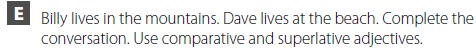 E Billy lives in the mountains. Dave lives at the beach. Complete the
conversation. Use comparative and superlative adjectives.